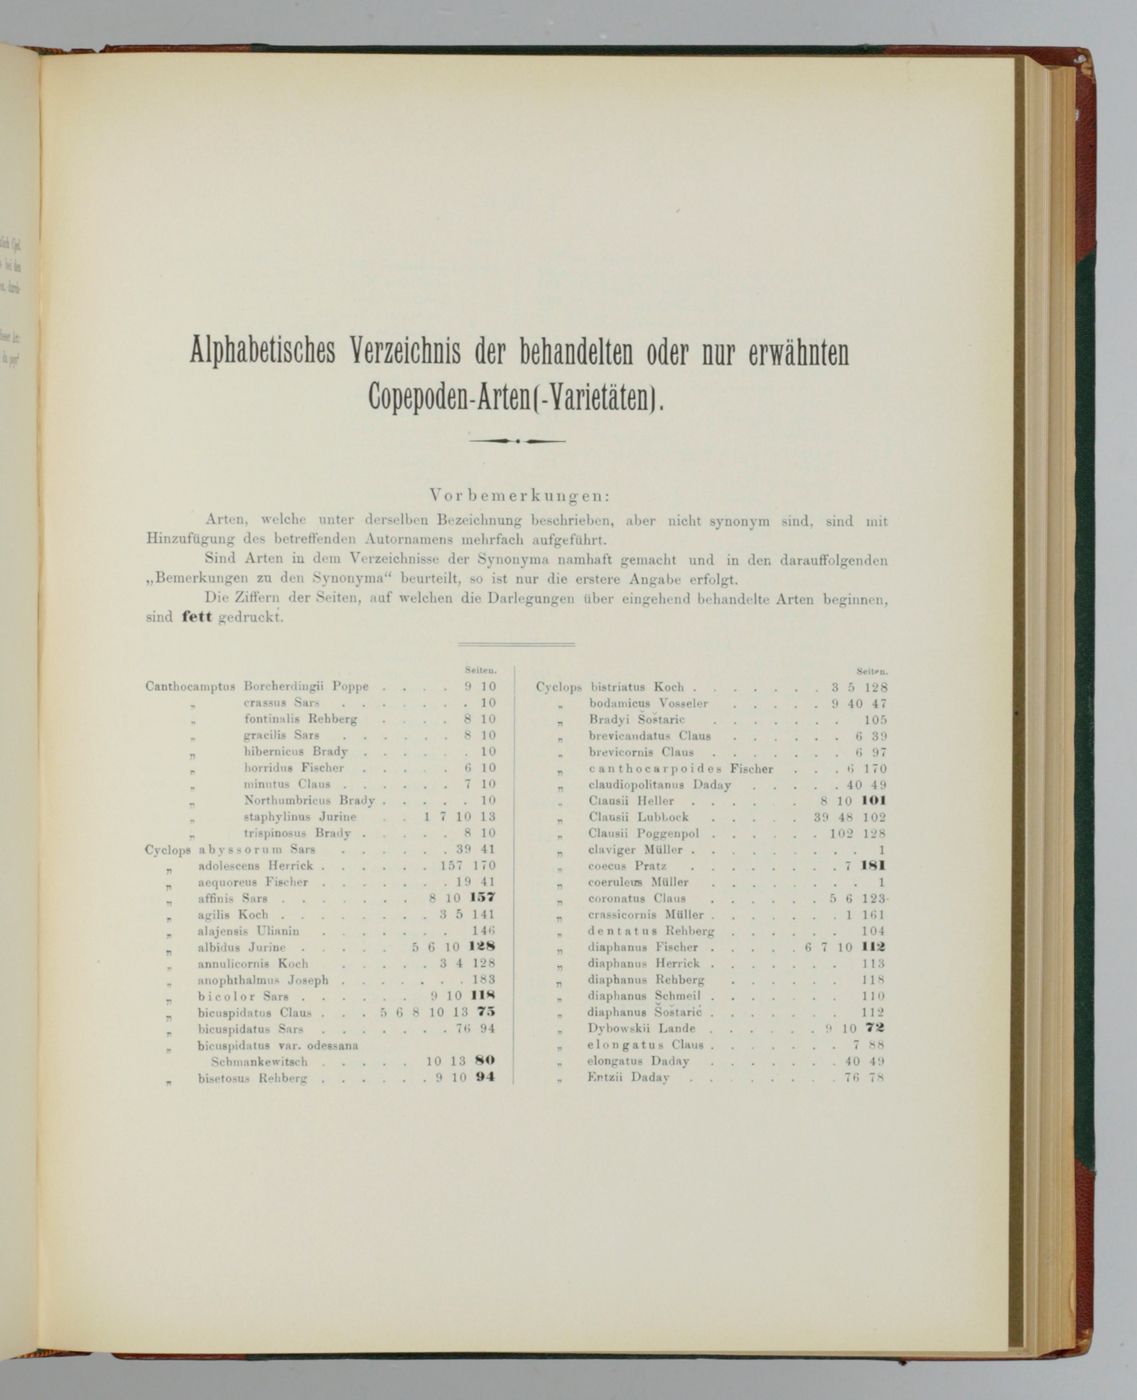 Alphabetisches Verzeichnis der behandelten oder nur erwähnten
Copepoden-Arten(-Varietäten).
Vorbemerkungen:
Arten, welche unter derselben Bezeichnung beschrieben, aber nicht synonym sind, sind mit
Hinzufügung des betreffenden Autornamens mehrfach aufgeführt.
Sind Arten in dem Verzeichnisse der Synonyma namhaft gemacht und in den darauffolgenden
„Bemerkungen zu den Synonyma“ beurteilt, so ist nur die erstere Angabe erfolgt.
Die Ziffern der Seiten, auf welchen die Darlegungen über eingehend behandelte Arten beginnen,
sind fett gedruckt.
Seiten.
Canthocamptus Borcherdingii Poppe . . . . 9 10
„ crassus Sars . . . . . . . 10
„ fontinalis Rehberg . . . . 8 10
„ gracilis Sars . . . . . . 8 10
„ hibernicus Brady . . . . . . 10
„ horridus Fischer . . . . . 6 10
„ minutus Claus . . . . . . 7 10
„ Northumbricus Brady . . . . . 10
„ staphylinus Jurine . . 1 7 10 13
„ trispinosus Brady . . . . . 8 10
Cyclops abyssorum Sars . . . . . . 39 41
„ adolescens Herrick . . . . . . 157 170
„ aequoreus Fischer . . . . . . . 19 41
„ affinis Sars . . . . . . . 8 10 157
„ agilis Koch . . . . . . . . 3 5 141
„ alajensis Ulianin . . . . . . . 146
„ albidus Jurine . . . . . 5 6 10 128
„ annulicornis Koch . . . . . 3 4 128
„ anophthalmus Joseph . . . . . . . 183
„ bicolor Sars . . . . . . 9 10 118
„ bicuspidatus Claus . . . 5 6 8 10 13 75
„ bicuspidatus Sars . . . . . . . 76 94
„ bicuspidatus var. odessana
Schmankewitsch . . . . . 10 13 80
„ bisetosus Rehberg . . . . . . 9 10 94
Seiten.
Cyclops bistriatus Koch . . . . . . . 3 5 128
„ bodamicus Vosseler . . . . . 9 40 47
„ Bradyi Šoštarić . . . . . . . 105
„ brevicaudatus Claus . . . . . . 6 39
„ brevicornis Claus . . . . . . . 6 97
„ canthocarpoides Fischer . . . 6 170
„ claudiopolitanus Daday . . . . . 40 49
„ Clausii Heller . . . . . . 8 10 101
„ Clausii Lubbock . . . . . 39 48 102
„ Clausii Poggenpol . . . . . . 102 128
„ claviger Müller . . . . . . . . . 1
„ coecus Pratz . . . . . . . . 7 181
„ coeruleus Müller . . . . . . . 1
„ coronatus Claus . . . . . . 5 6 123
„ crassicornis Müller . . . . . . . 1 161
„ dentatus Rehberg . . . . . . 104
„ diaphanus Fischer . . . . . 6 7 10 112
„ diaphanus Herrick . . . . . . . 113
„ diaphanus Rehberg . . . . . . 118
„ diaphanus Schmeil . . . . . . . 110
„ diaphanus Šoštarić . . . . . . . 112
„ Dybowskii Lande . . . . . . 9 10 72
„ elongatus Claus . . . . . . . . 7 88
„ elongatus Daday . . . . . . . 40 49
„ Entzii Daday . . . . . . . . 76 78